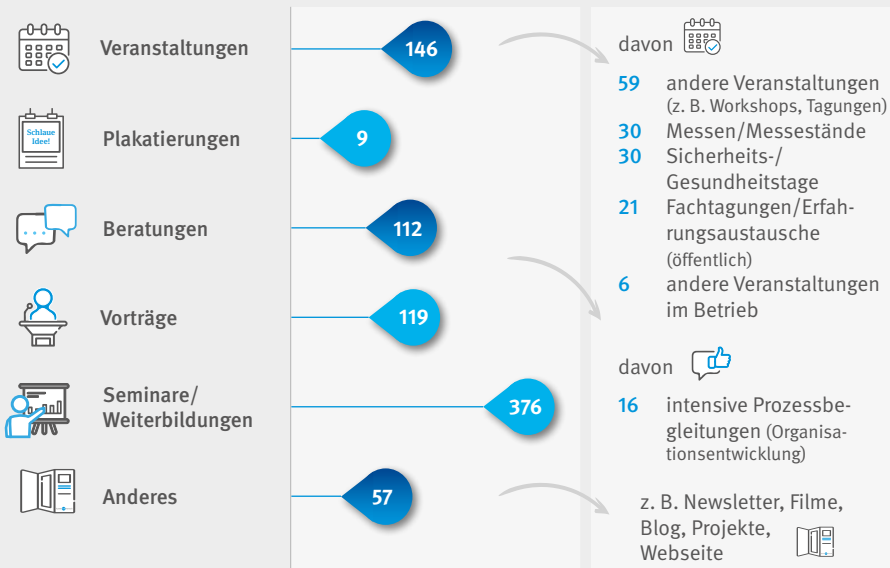 Veranstaltungen
146
Schlaue
Idee!
Plakatierungen
9
Beratungen
112
Vorträge
119
Seminare/
Weiterbildungen
376
Anderes
57
davon
59 andere Veranstaltungen
(z. B. Workshops, Tagungen)
30 Messen/Messestände
30 Sicherheits-/
Gesundheitstage
21 Fachtagungen/Erfah-
rungsaustausche
(öffentlich)
6 andere Veranstaltungen
im Betrieb
davon
16 intensive Prozessbe-
gleitungen (Organisa-
tionsentwicklung)
z. B. Newsletter, Filme,
Blog, Projekte,
Webseite